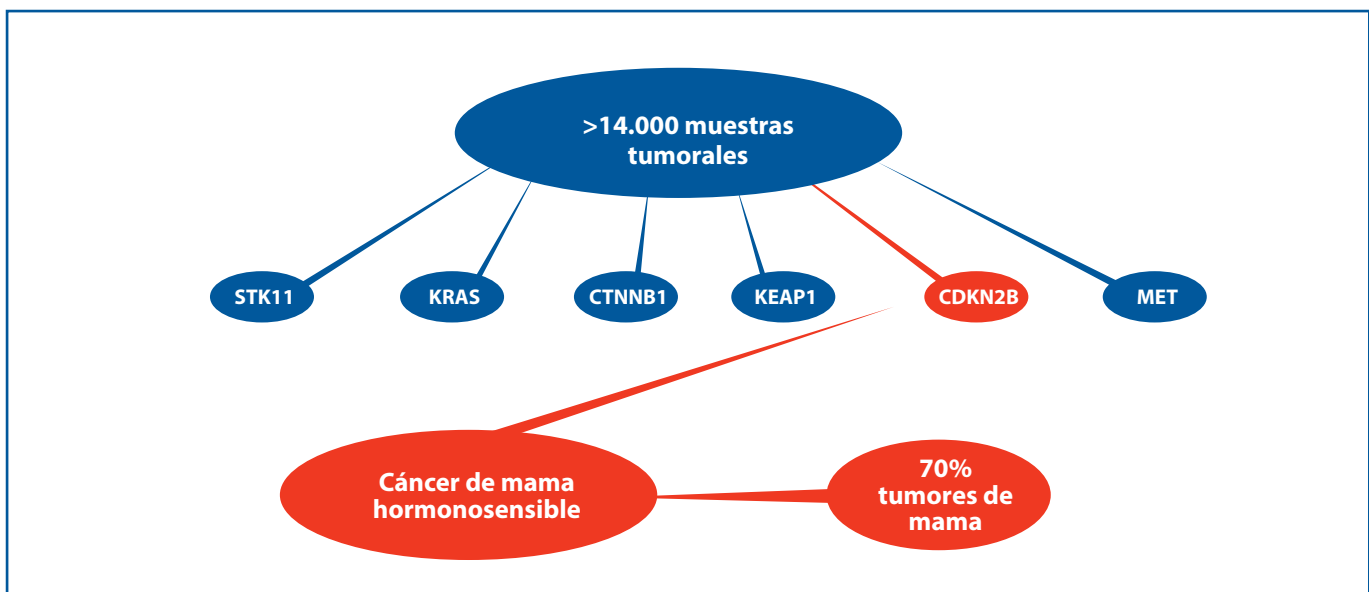 >14.000 muestras
tumorales
STK11
KRAS
CTNNB1
KEAP1
CDKN2B
MET
Cáncer de mama
hormonosensible
70%
tumores de
mama